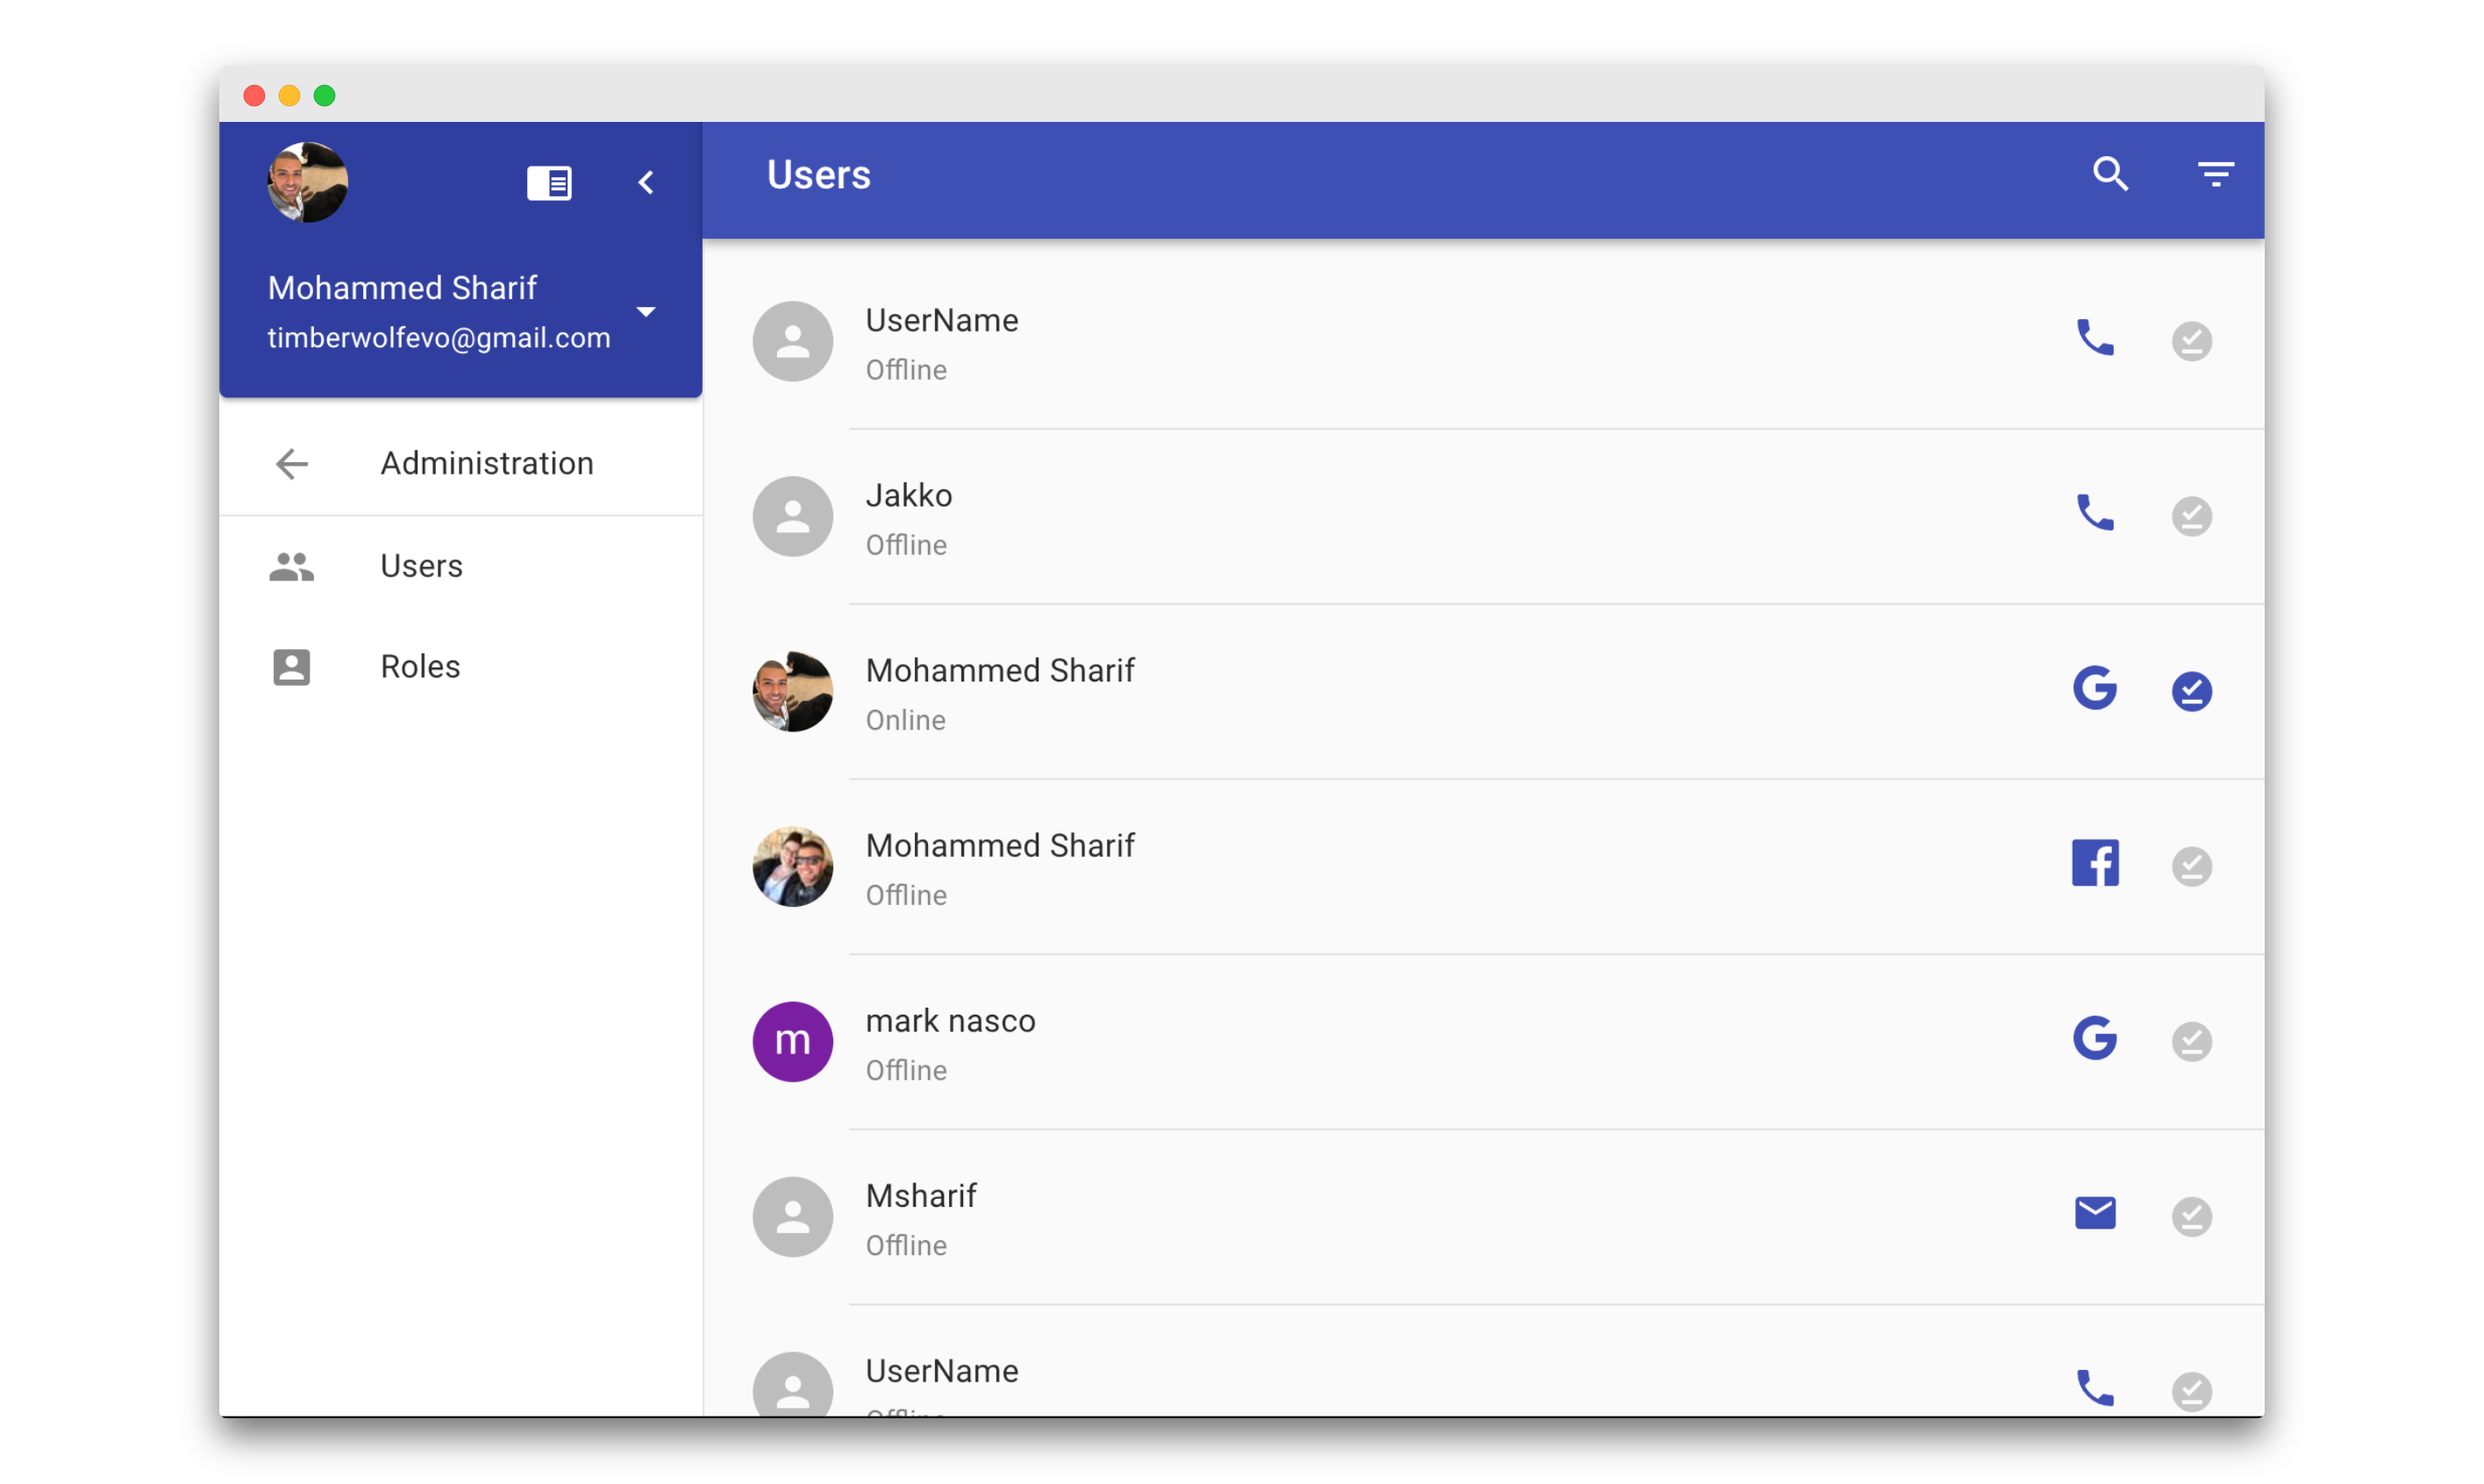 Mohammed Sharif
timberwolfevo@gmail.com
Administration
Users
Roles
Users
UserName
Offline
Jakko
Offline
Mohammed Sharif
Online
Mohammed Sharif
Offline
m
mark nasco
Offline
Msharif
Offline
UserName